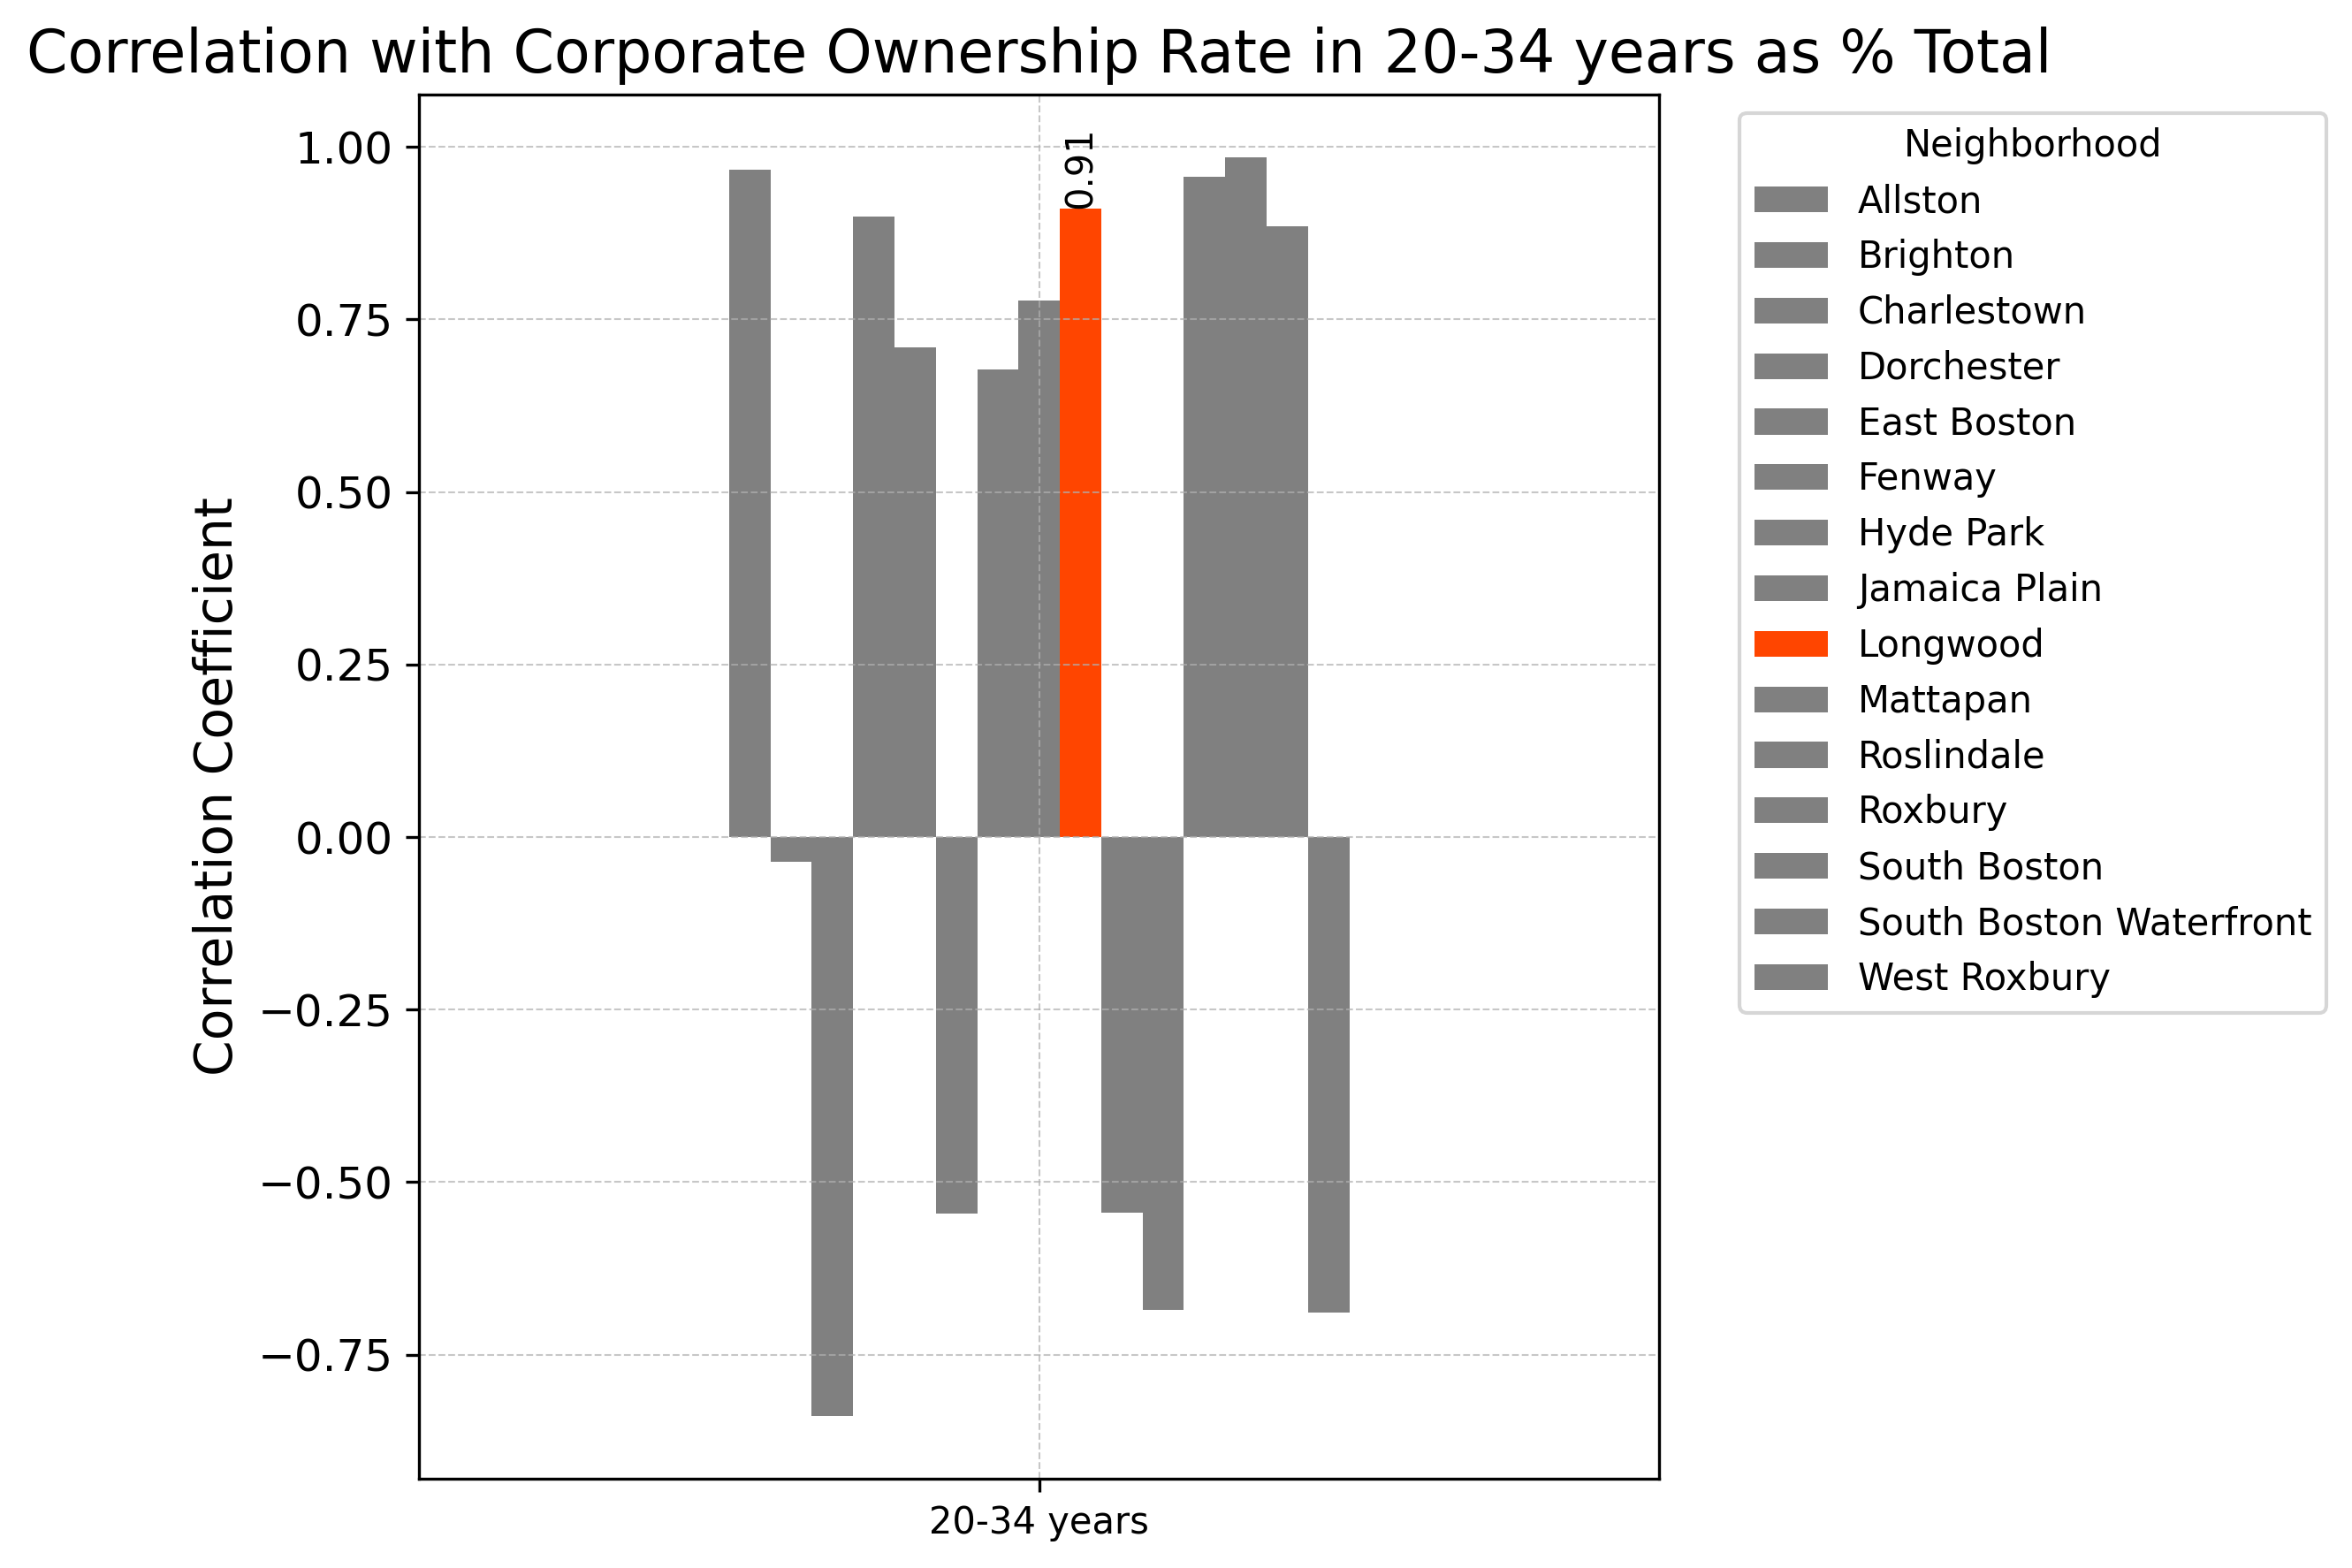 Correlation with Corporate Ownership Rate in 20-34 years as % Total
Correlation Coefficient
1.00
0.75
0.50
0.25
0.00
−0.25
−0.50
−0.75
0.91
20-34 years
Neighborhood
Allston
Brighton
Charlestown
Dorchester
East Boston
Fenway
Hyde Park
Jamaica Plain
Longwood
Mattapan
Roslindale
Roxbury
South Boston
South Boston Waterfront
West Roxbury